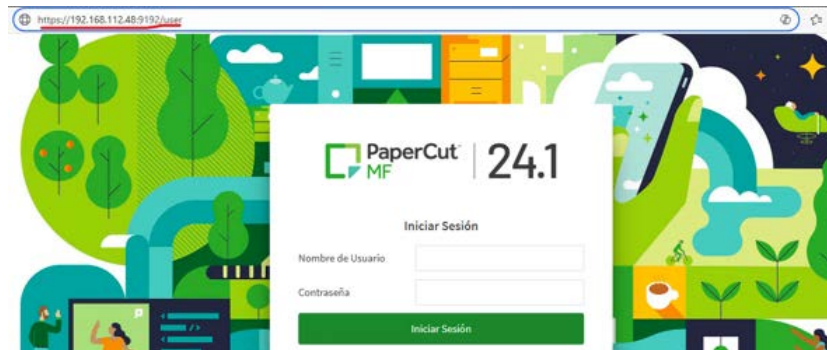 https://192.168.112.48:9192/user
PaperCut MF | 24.1
Iniciar Sesión
Nombre de Usuario
Contraseña
Iniciar Sesión